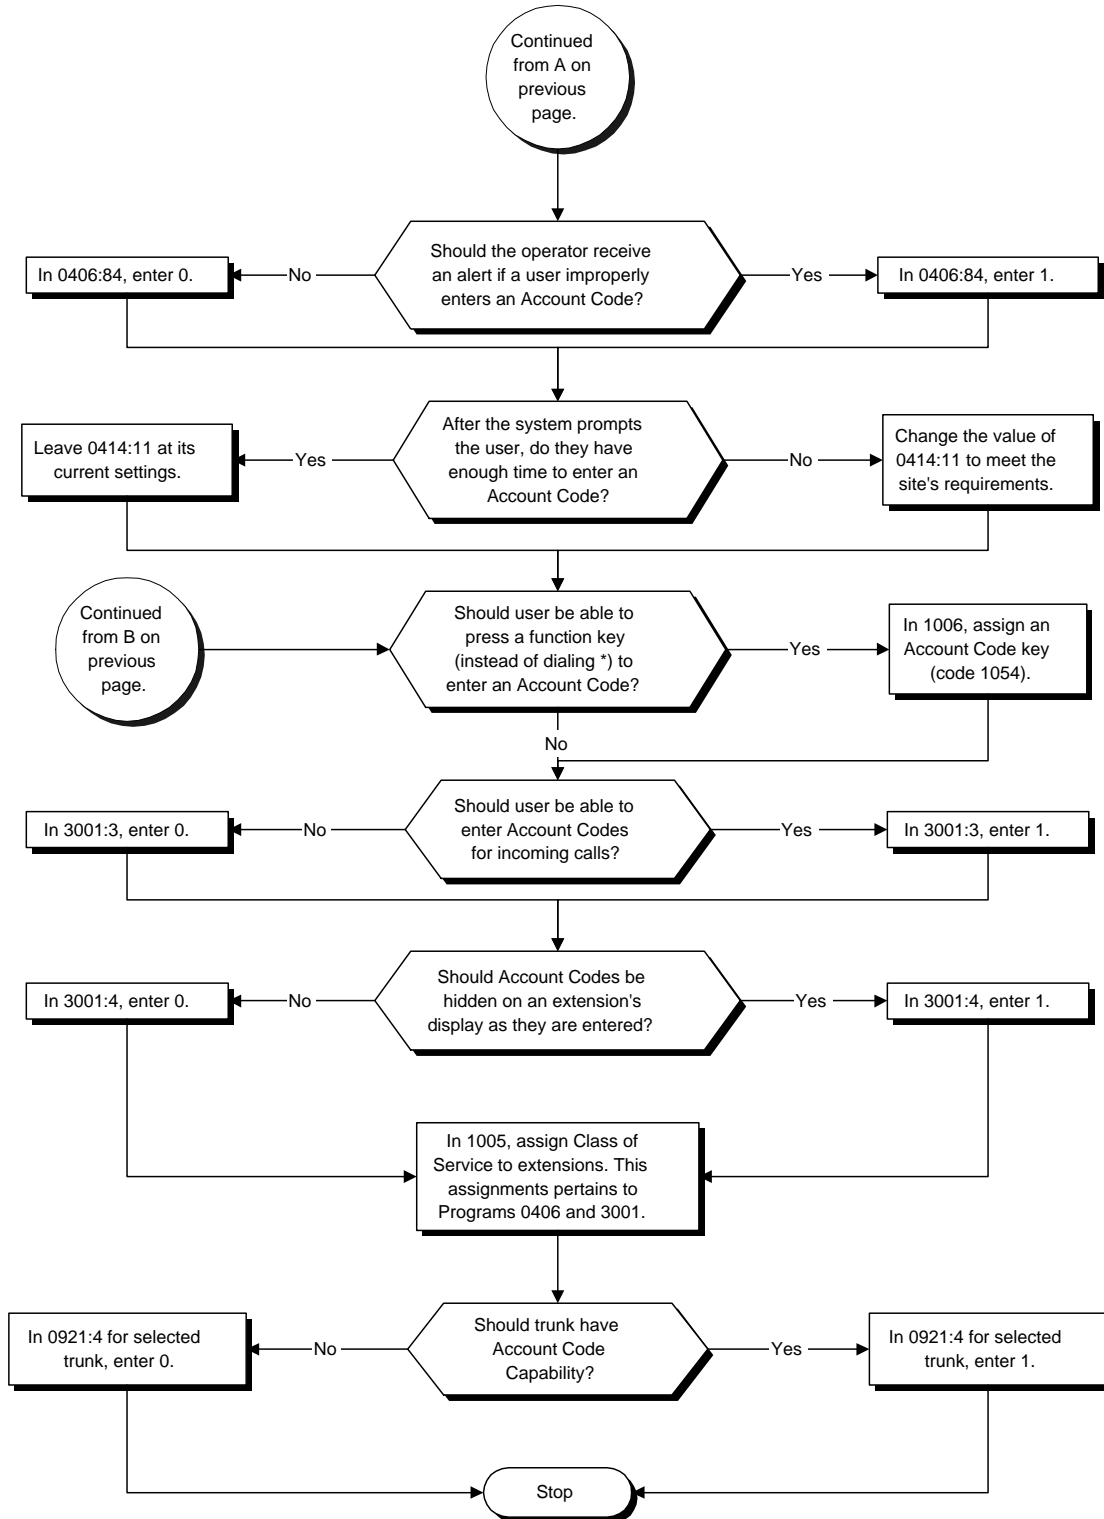 Continued
from A on
previous
page.
Should the operator receive
an alert if a user improperly
enters an Account Code?
No
In 0406:84, enter 0.
Yes
In 0406:84, enter 1.
After the system prompts
the user, do they have
enough time to enter an
Account Code?
Yes
Leave 0414:11 at its
current settings.
No
Change the value of
0414:11 to meet the
site's requirements.
Continued
from B on
previous
page.
Should user be able to
press a function key
(instead of dialing *) to
enter an Account Code?
Yes
In 1006, assign an
Account Code key
(code 1054).
No
Should user be able to
enter Account Codes
for incoming calls?
No
In 3001:3, enter 0.
Yes
In 3001:3, enter 1.
Should Account Codes be
hidden on an extension's
display as they are entered?
No
In 3001:4, enter 0.
Yes
In 3001:4, enter 1.
In 1005, assign Class of
Service to extensions. This
assignments pertains to
Programs 0406 and 3001.
Should trunk have
Account Code
Capability?
No
In 0921:4 for selected
trunk, enter 0.
Yes
In 0921:4 for selected
trunk, enter 1.
Stop